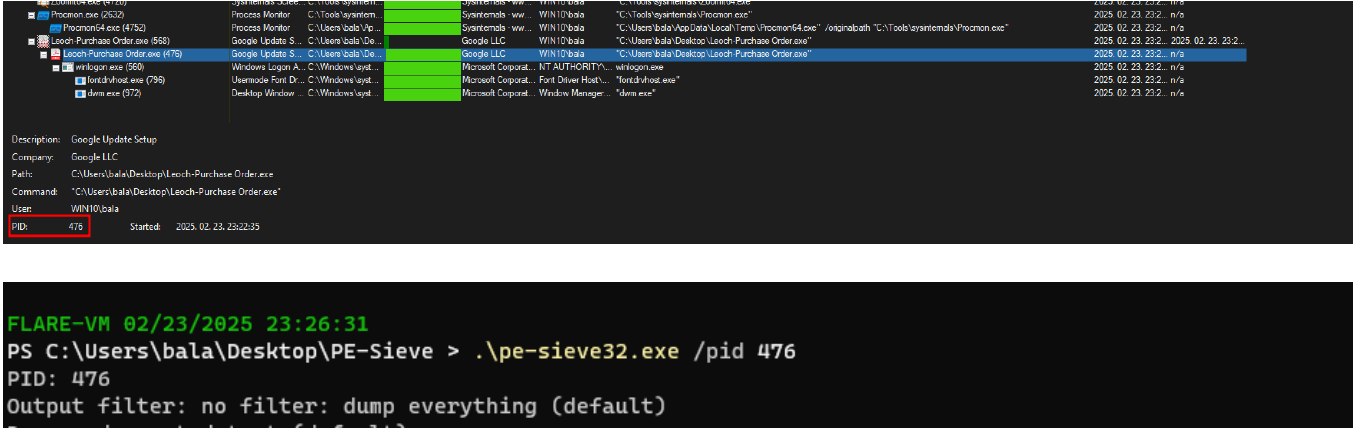 ZoomIt64.exe (4720) Sysinternals Scree... C:\Tools\sysintern... Sysinternals - ww... WIN10\bala "C:\Tools\sysinternals\ZoomIt64.exe" 2025. 02. 23. 23:2... n/a
Procmon.exe (2632) Process Monitor C:\Tools\sysintern... Sysinternals - ww... WIN10\bala "C:\Tools\sysinternals\Procmon.exe" 2025. 02. 23. 23:2... n/a
Procmon64.exe (4752) Process Monitor C:\Users\bala\Ap... Sysinternals - ww... WIN10\bala "C:\Users\bala\AppData\Local\Temp\Procmon64.exe" /originalpath "C:\Tools\sysinternals\Procmon.exe" 2025. 02. 23. 23:2... n/a
Leoch-Purchase Order.exe (568) Google Update S... C:\Users\bala\De... Google LLC WIN10\bala "C:\Users\bala\Desktop\Leoch-Purchase Order.exe" 2025. 02. 23. 23:2... 2025. 02. 23. 23:2...
Leoch-Purchase Order.exe (476) Google Update S... C:\Users\bala\De... Google LLC WIN10\bala "C:\Users\bala\Desktop\Leoch-Purchase Order.exe" 2025. 02. 23. 23:2... n/a
winlogon.exe (560) Windows Logon A... C:\Windows\syst... Microsoft Corporat... NT AUTHORITY\... winlogon.exe 2025. 02. 23. 23:2... n/a
fontdrvhost.exe (796) Usermode Font Dr... C:\Windows\syst... Microsoft Corporat... Font Driver Host\... "fontdrvhost.exe" 2025. 02. 23. 23:2... n/a
dwm.exe (972) Desktop Window ... C:\Windows\syst... Microsoft Corporat... Window Manager... "dwm.exe" 2025. 02. 23. 23:2... n/a
Description: Google Update Setup
Company: Google LLC
Path: C:\Users\bala\Desktop\Leoch-Purchase Order.exe
Command: "C:\Users\bala\Desktop\Leoch-Purchase Order.exe"
User: WIN10\bala
PID: 476 Started: 2025. 02. 23. 23:22:35
FLARE-VM 02/23/2025 23:26:31
PS C:\Users\bala\Desktop\PE-Sieve > .\pe-sieve32.exe /pid 476
PID: 476
Output filter: no filter: dump everything (default)